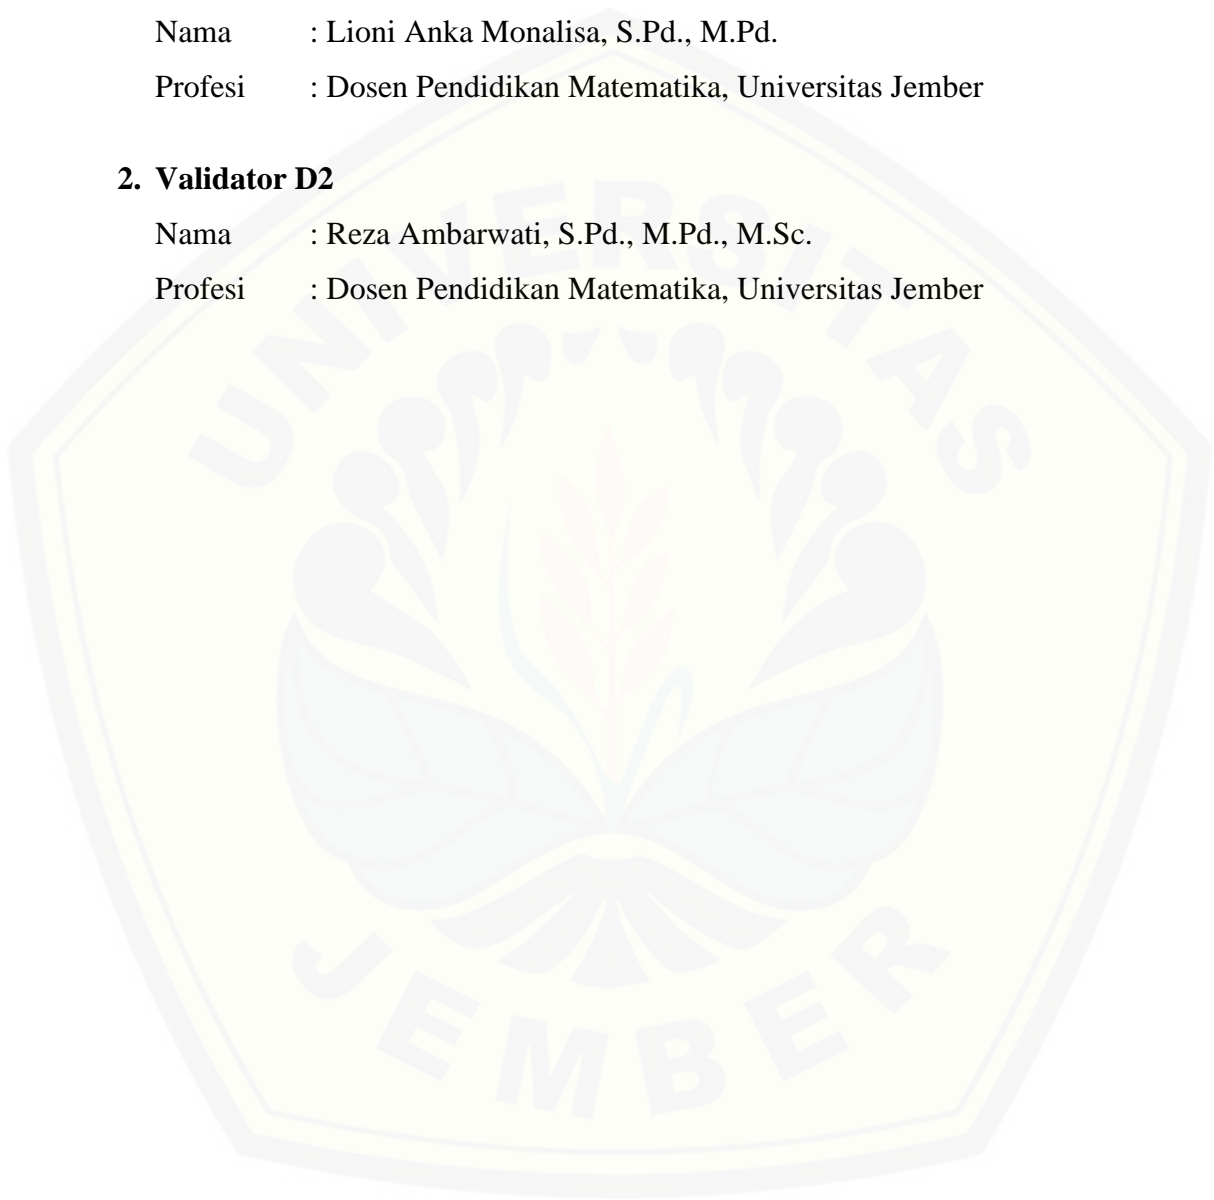 Nama : Lioni Anka Monalisa, S.Pd., M.Pd.
Profesi : Dosen Pendidikan Matematika, Universitas Jember
2. Validator D2
Nama : Reza Ambarwati, S.Pd., M.Pd., M.Sc.
Profesi : Dosen Pendidikan Matematika, Universitas Jember
UNIVERSITAS
JEMBER